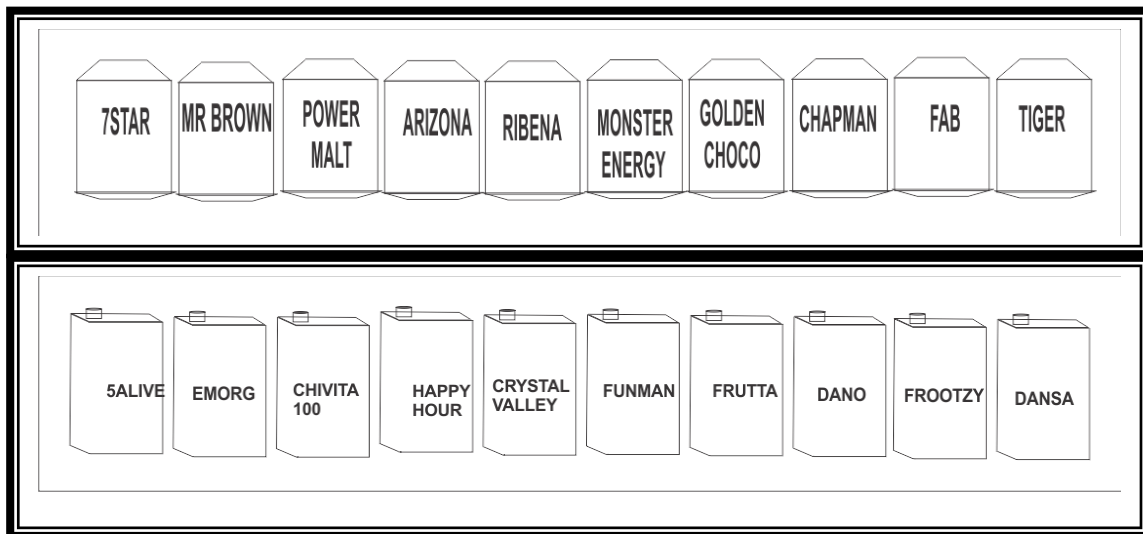 7STAR
MR BROWN
POWER
MALT
ARIZONA
RIBENA
MONSTER
ENERGY
GOLDEN
CHOCO
CHAPMAN
FAB
TIGER
5ALIVE
EMORG
CHIVITA
100
HAPPY
HOUR
CRYSTAL
VALLEY
FUNMAN
FRUTTA
DANO
FROOTZY
DANSA